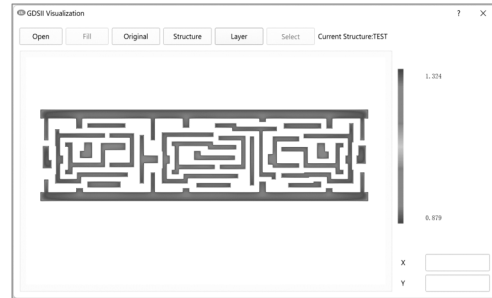 GDSII Visualization
Open Fill Original Structure Layer Select Current Structure:TEST
1.324
0.879
X
Y